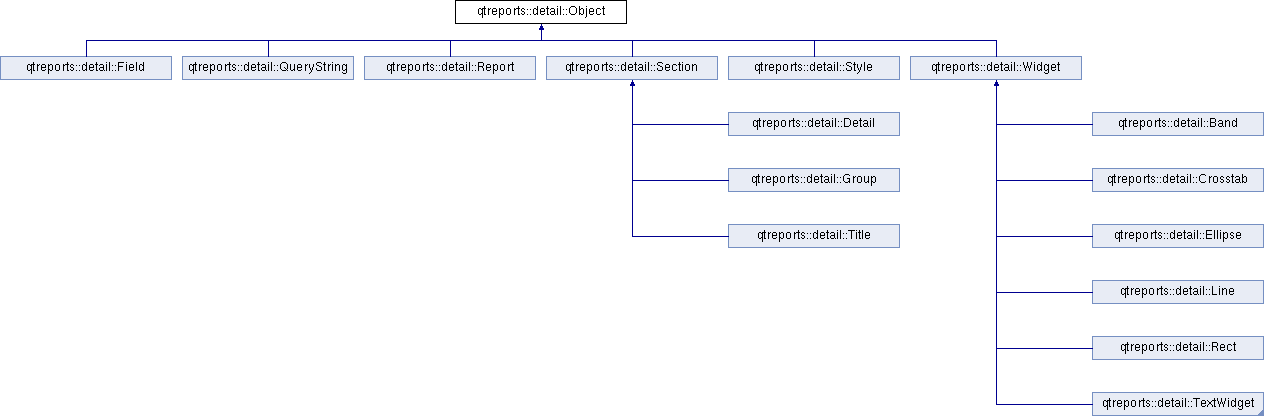 qtreports::detail::Object
qtreports::detail::Field
qtreports::detail::QueryString
qtreports::detail::Report
qtreports::detail::Section
qtreports::detail::Style
qtreports::detail::Widget
qtreports::detail::Detail
qtreports::detail::Band
qtreports::detail::Group
qtreports::detail::Crosstab
qtreports::detail::Title
qtreports::detail::Ellipse
qtreports::detail::Line
qtreports::detail::Rect
qtreports::detail::TextWidget